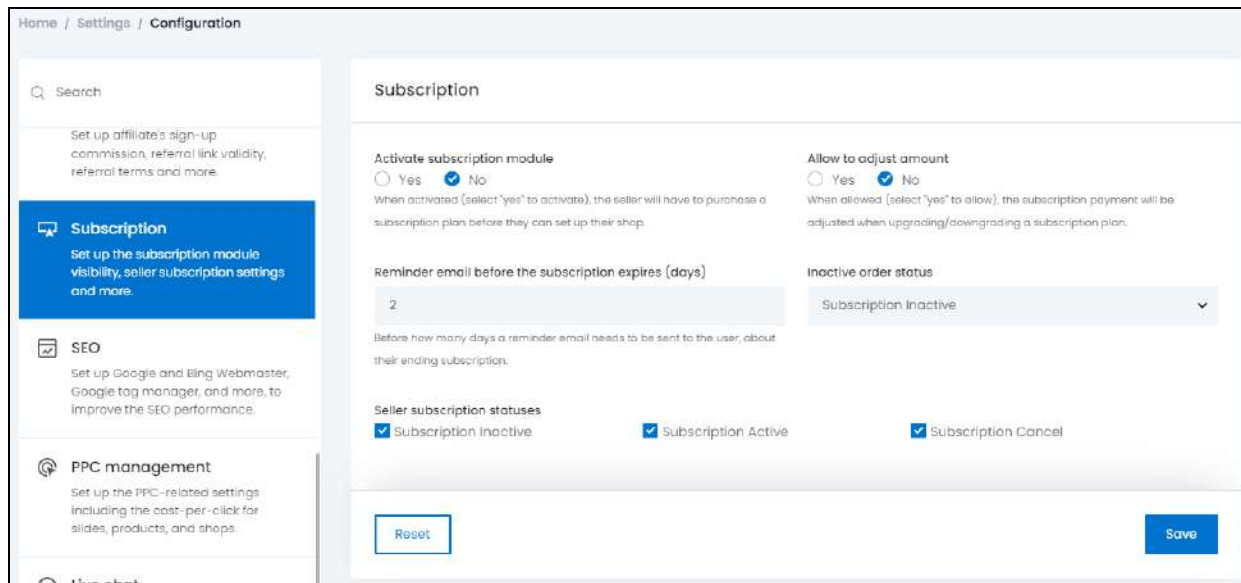 Home / Settings / Configuration
Search
Set up affiliate's sign-up
commission, referral link validity,
referral terms and more.
Subscription
Set up the subscription module
visibility, seller subscription settings
and more.
SEO
Set up Google and Bing Webmaster,
Google tag manager, and more, to
improve the SEO performance.
PPC management
Set up the PPC-related settings
including the cost-per-click for
slides, products, and shops.
Live chat
Subscription
Activate subscription module
Yes No
When activated (select "yes" to activate), the seller will have to purchase a
subscription plan before they can set up their shop.
Allow to adjust amount
Yes No
When allowed (select "yes" to allow), the subscription payment will be
adjusted when upgrading/downgrading a subscription plan.
Reminder email before the subscription expires (days)
2
Before how many days a reminder email needs to be sent to the user, about
their ending subscription.
Inactive order status
Subscription Inactive
Seller subscription statuses
Subscription Inactive Subscription Active Subscription Cancel
Reset Save